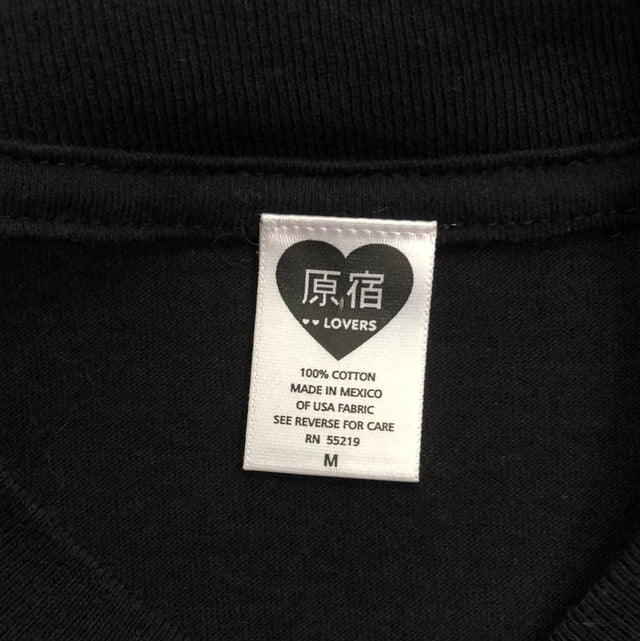 原宿
♥♥ LOVERS
100% COTTON
MADE IN MEXICO
OF USA FABRIC
SEE REVERSE FOR CARE
RN 55219
M